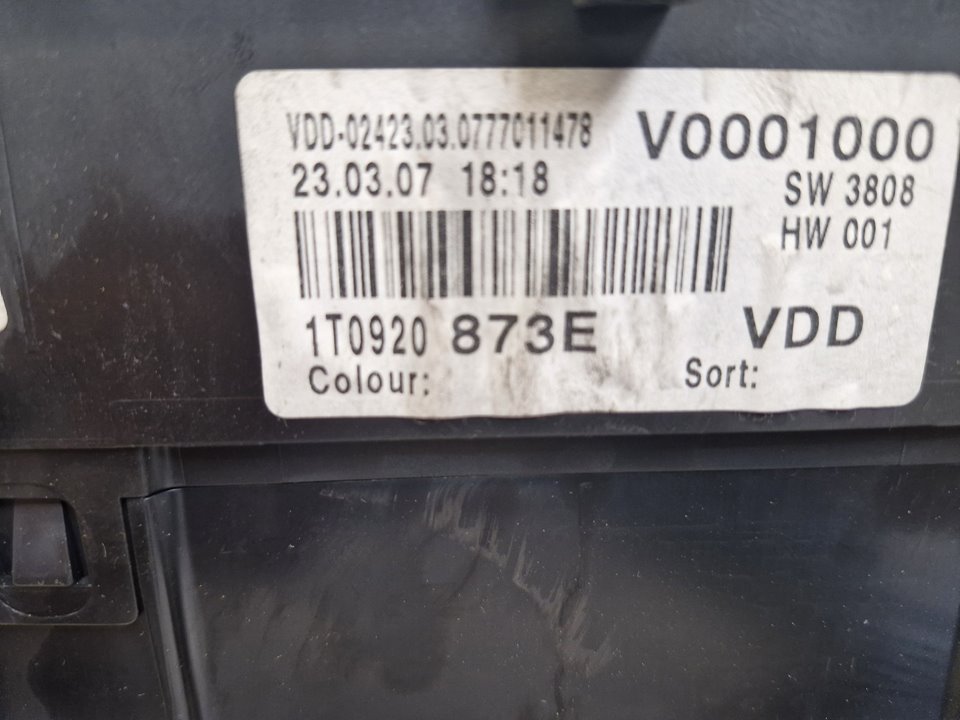 VDD-02423.03.0777011478 V0001000
23.03.07 18:18 SW 3808
HW 001
1T0920 873E VDD
Colour: Sort: